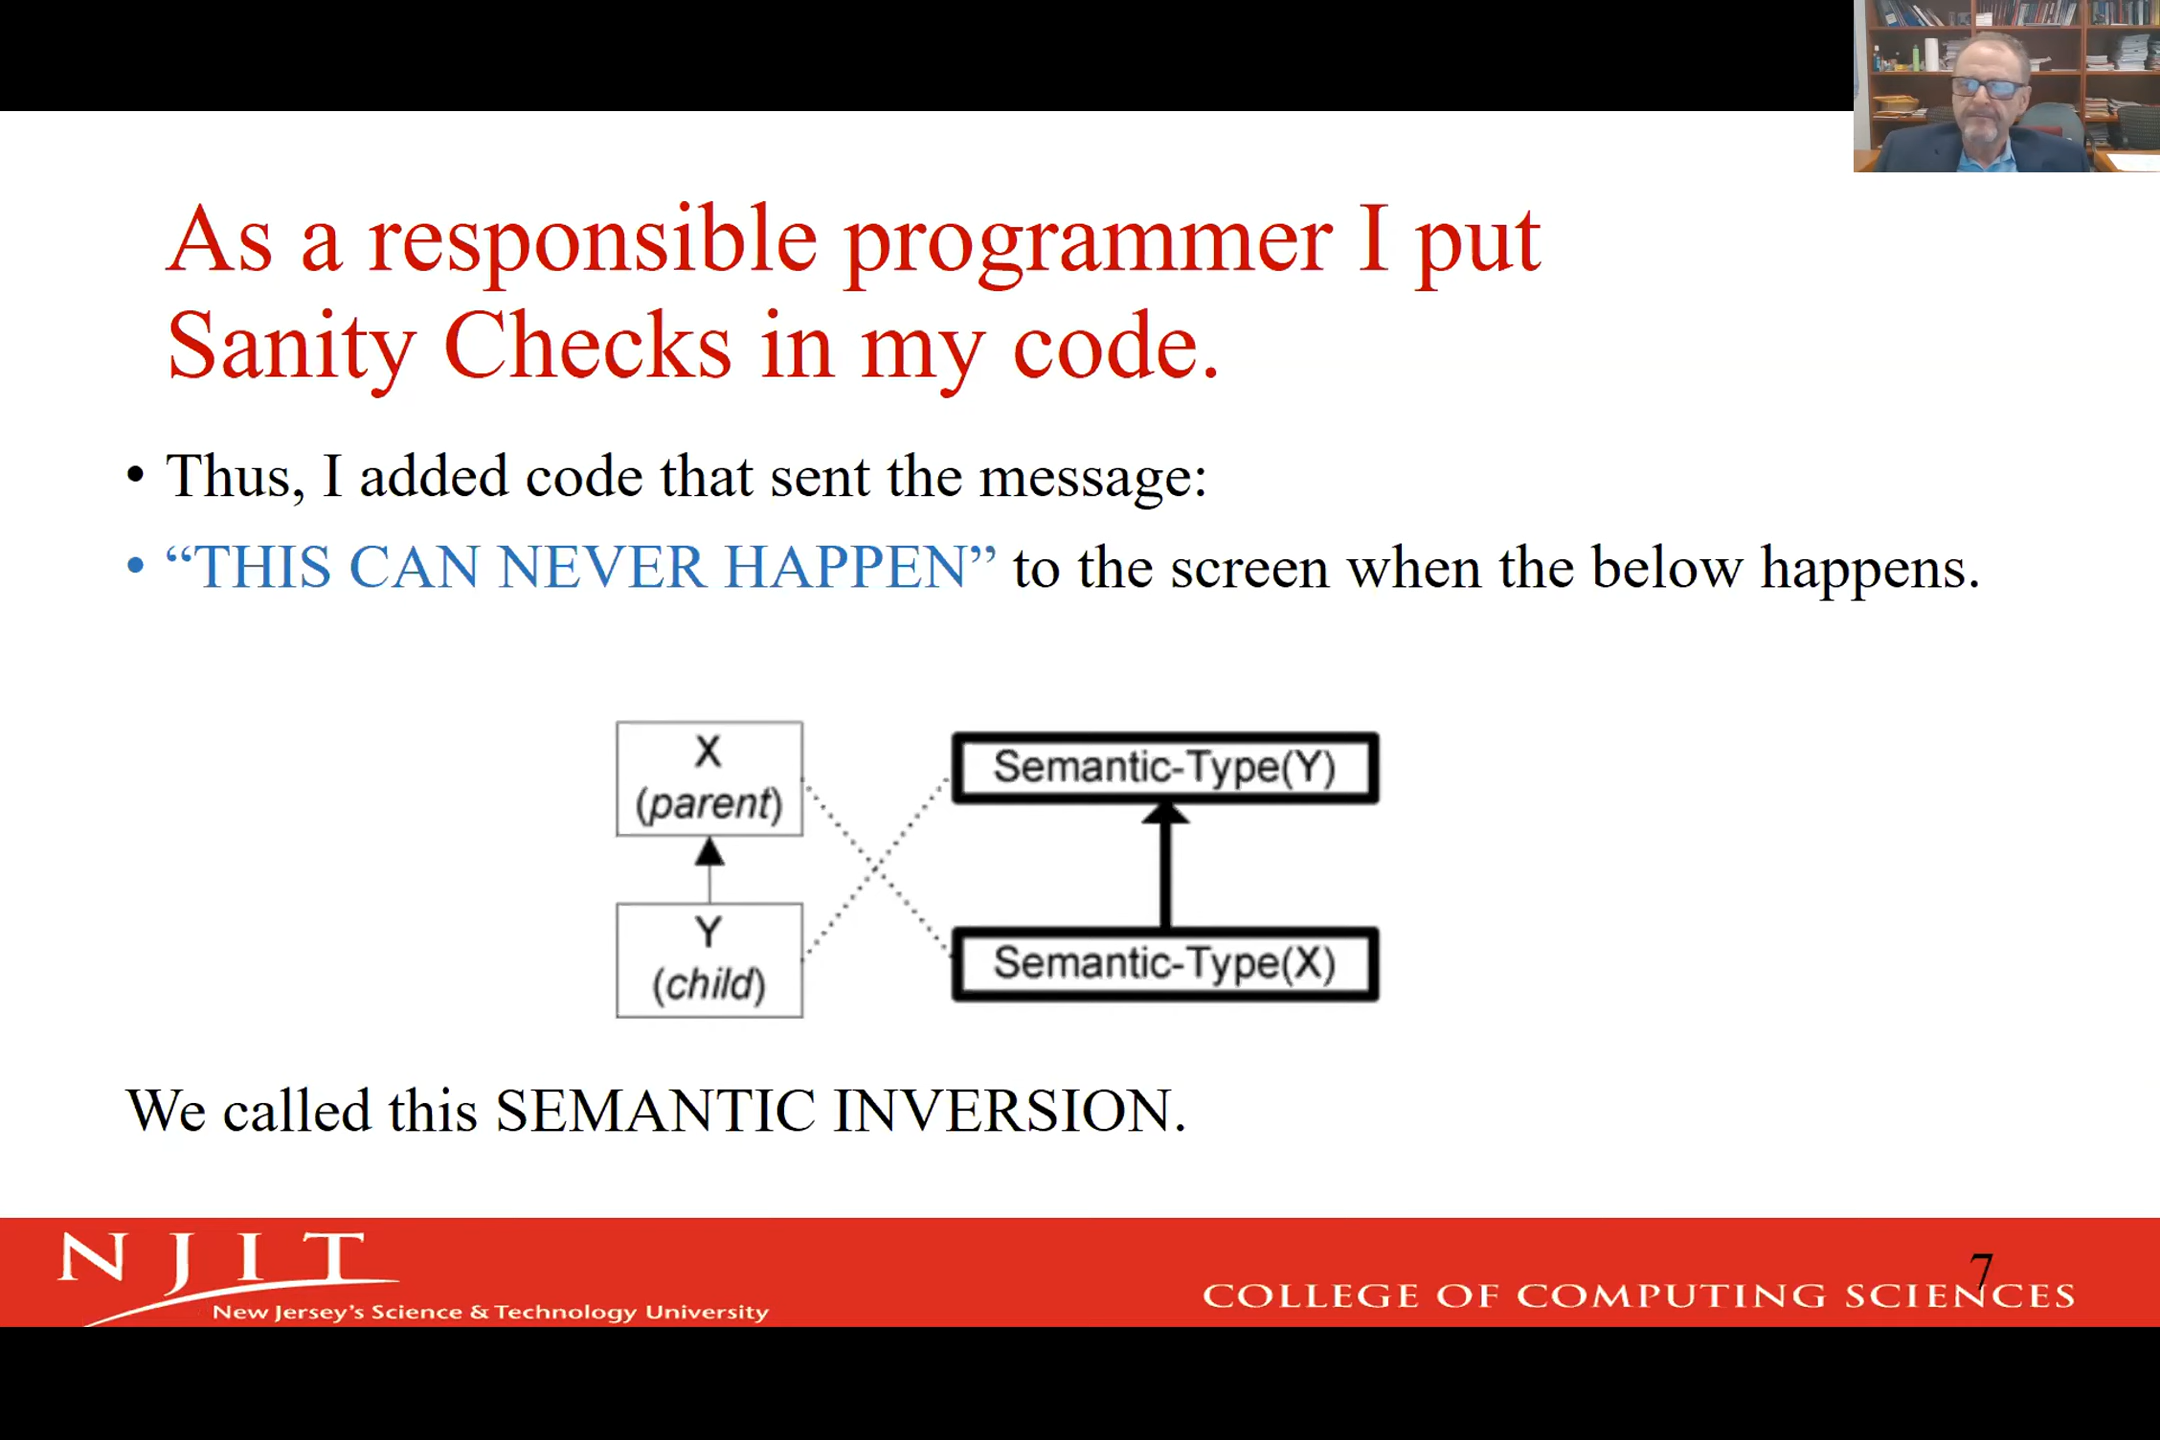 As a responsible programmer I put
Sanity Checks in my code.
• Thus, I added code that sent the message:
• “THIS CAN NEVER HAPPEN” to the screen when the below happens.
X
(parent)
Semantic-Type(Y)
Y
(child)
Semantic-Type(X)
We called this SEMANTIC INVERSION.
NJIT
New Jersey's Science & Technology University
COLLEGE OF COMPUTING SCIENCES
7